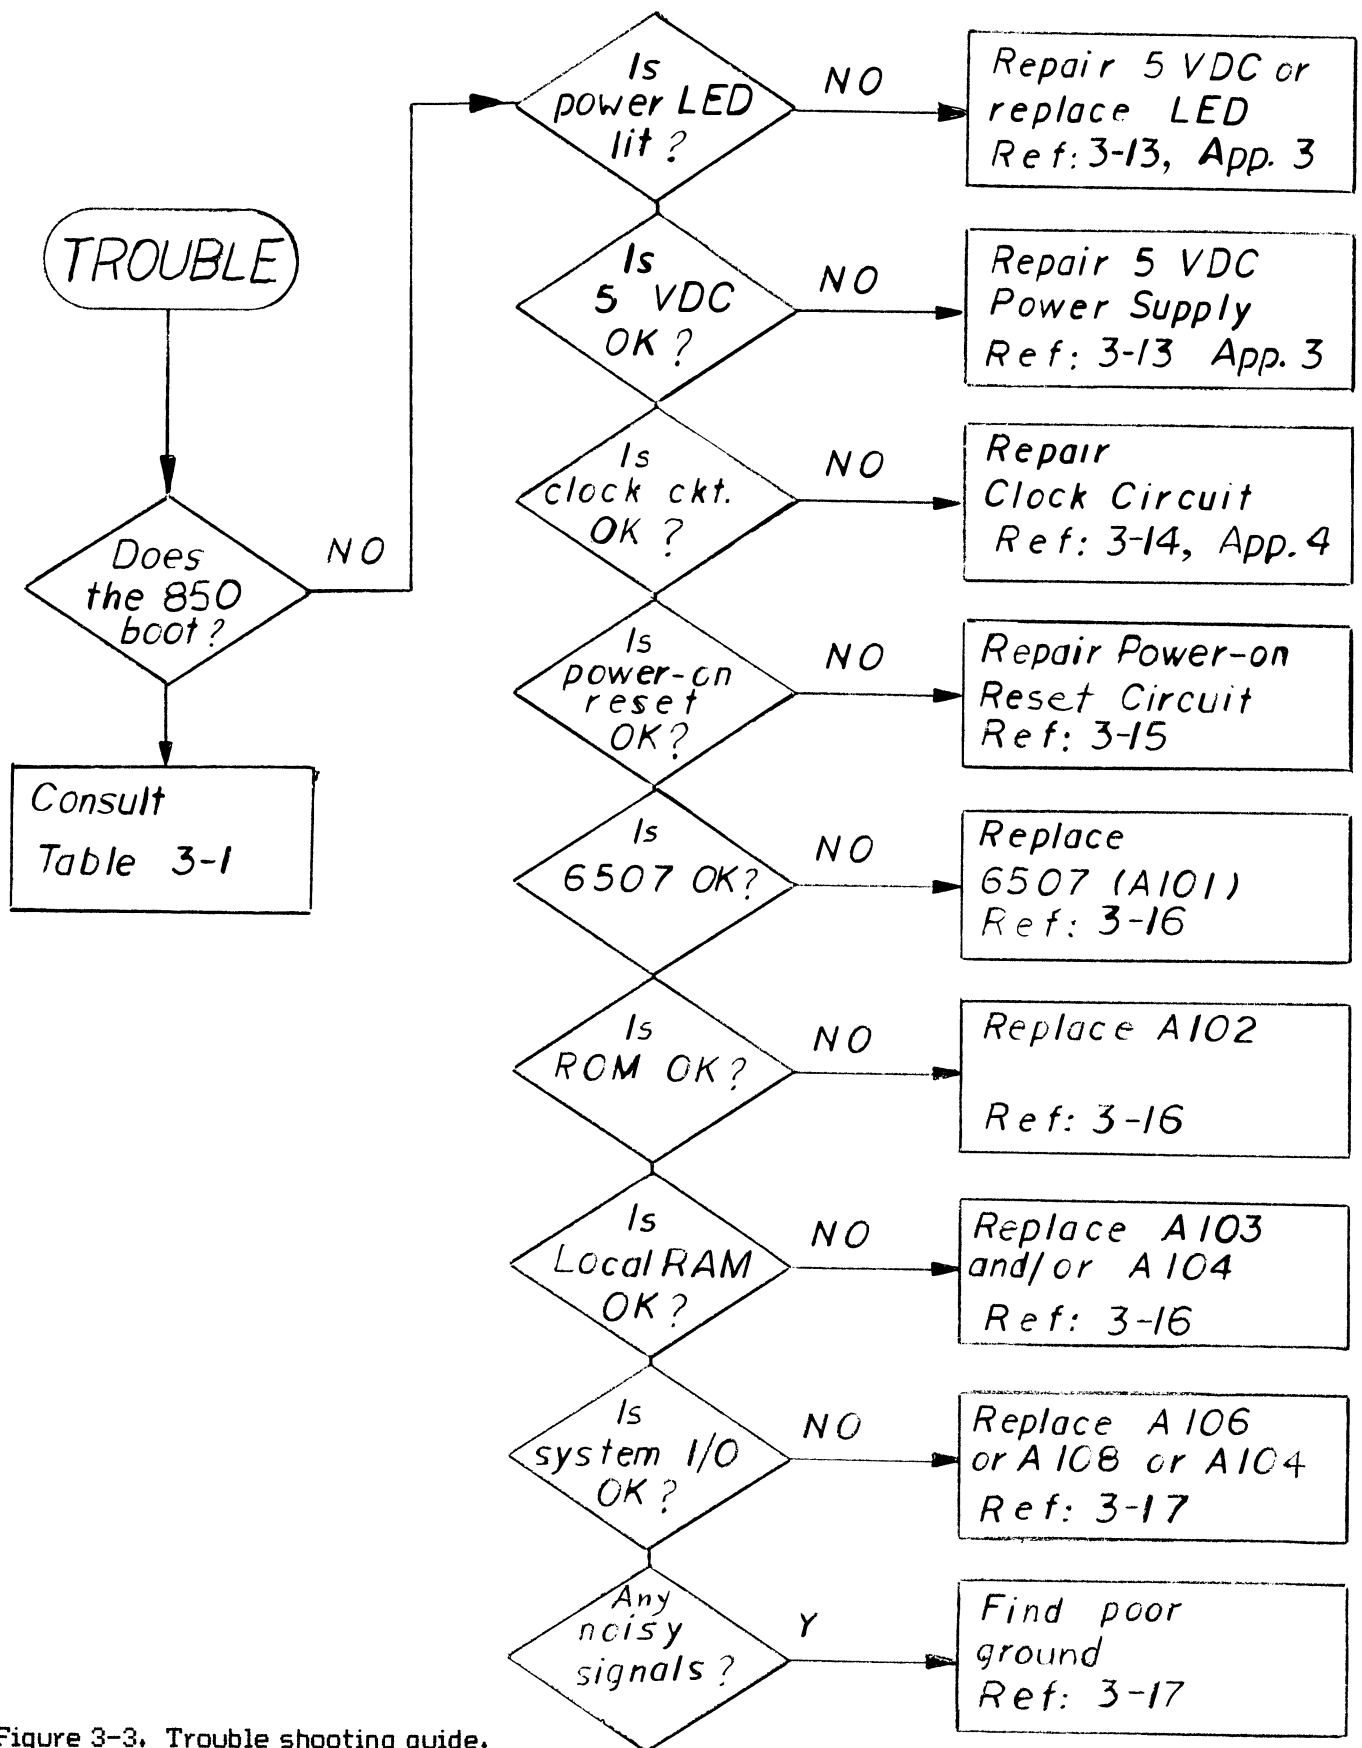 TROUBLE
Does
the 850
boot?
NO
Consult
Table 3-1
Is
power LED
lit?
NO
Repair 5 VDC or
replace LED
Ref: 3-13, App. 3
Is
5 VDC
OK?
NO
Repair 5 VDC
Power Supply
Ref: 3-13 App. 3
Is
clock ckt.
OK?
NO
Repair
Clock Circuit
Ref: 3-14, App. 4
Is
power-on
reset
OK?
NO
Repair Power-on
Reset Circuit
Ref: 3-15
Is
6507 OK?
NO
Replace
6507 (A101)
Ref: 3-16
Is
ROM OK?
NO
Replace A102
Ref: 3-16
Is
Local RAM
OK?
NO
Replace A103
and/or A104
Ref: 3-16
Is
system I/O
OK?
NO
Replace A106
or A108 or A104
Ref: 3-17
Any
noisy
signals?
Y
Find poor
ground
Ref: 3-17
Figure 3-3. Trouble shooting guide.